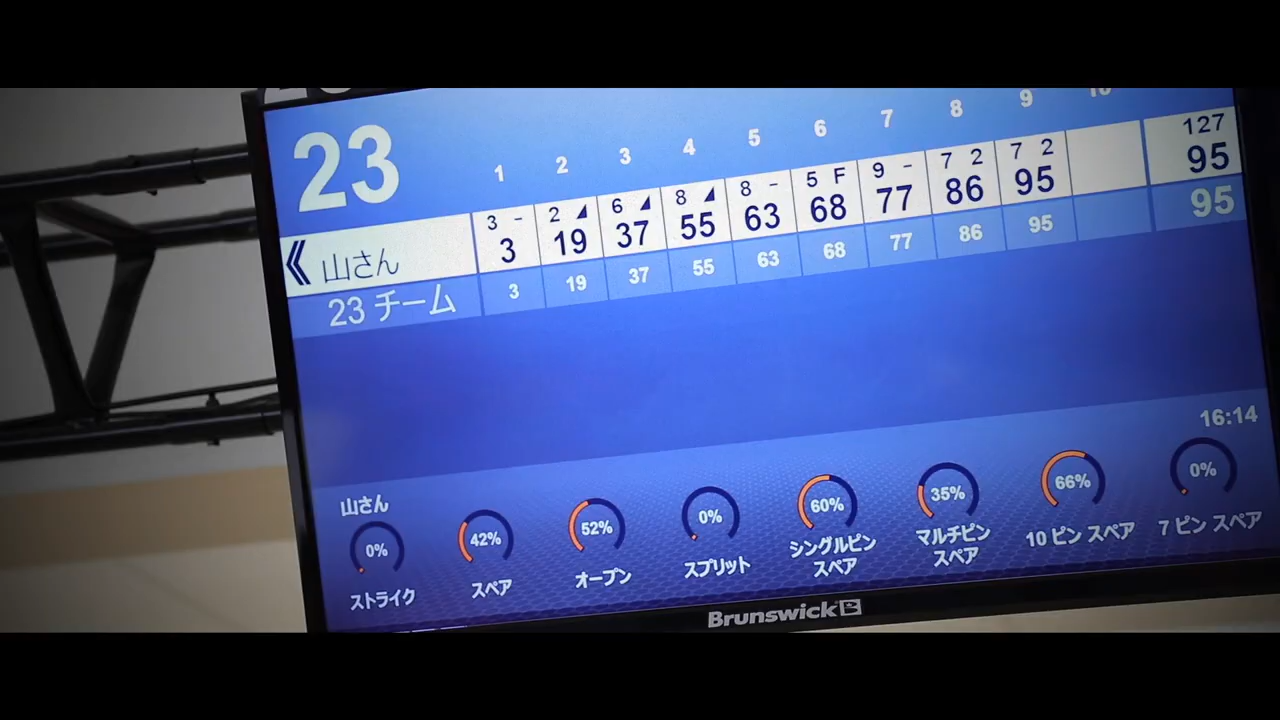 23
1 2 3 4 5 6 7 8 9 10
3 - 2 ◢ 6 ◢ 8 ◢ 8 - 5 F 9 - 7 2 7 2 127
山さん 3 19 37 55 63 68 77 86 95 95
23 チーム 3 19 37 55 63 68 77 86 95 95
16:14
山さん
0% 42% 52% 0% 60% 35% 66% 0%
ストライク スペア オープン スプリット シングルピン スペア マルチピン スペア 10 ピン スペア 7 ピン スペア
Brunswick